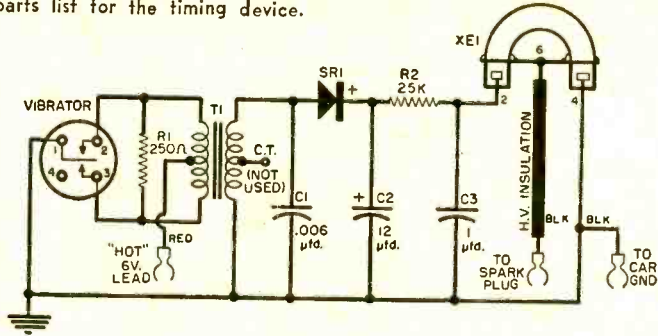 parts list for the timing device.
XE1
6
2
4
SR1
+
R2
25K
VIBRATOR
1
2
3
4
R1
250Ω
T1
C.T.
(NOT
USED)
C1
.006
µfd.
+
C2
12
µfd.
C3
1
µfd.
H.V. INSULATION
BLK
BLK
RED
"HOT"
6V.
LEAD
TO
SPARK
PLUG
TO
CAR
GND